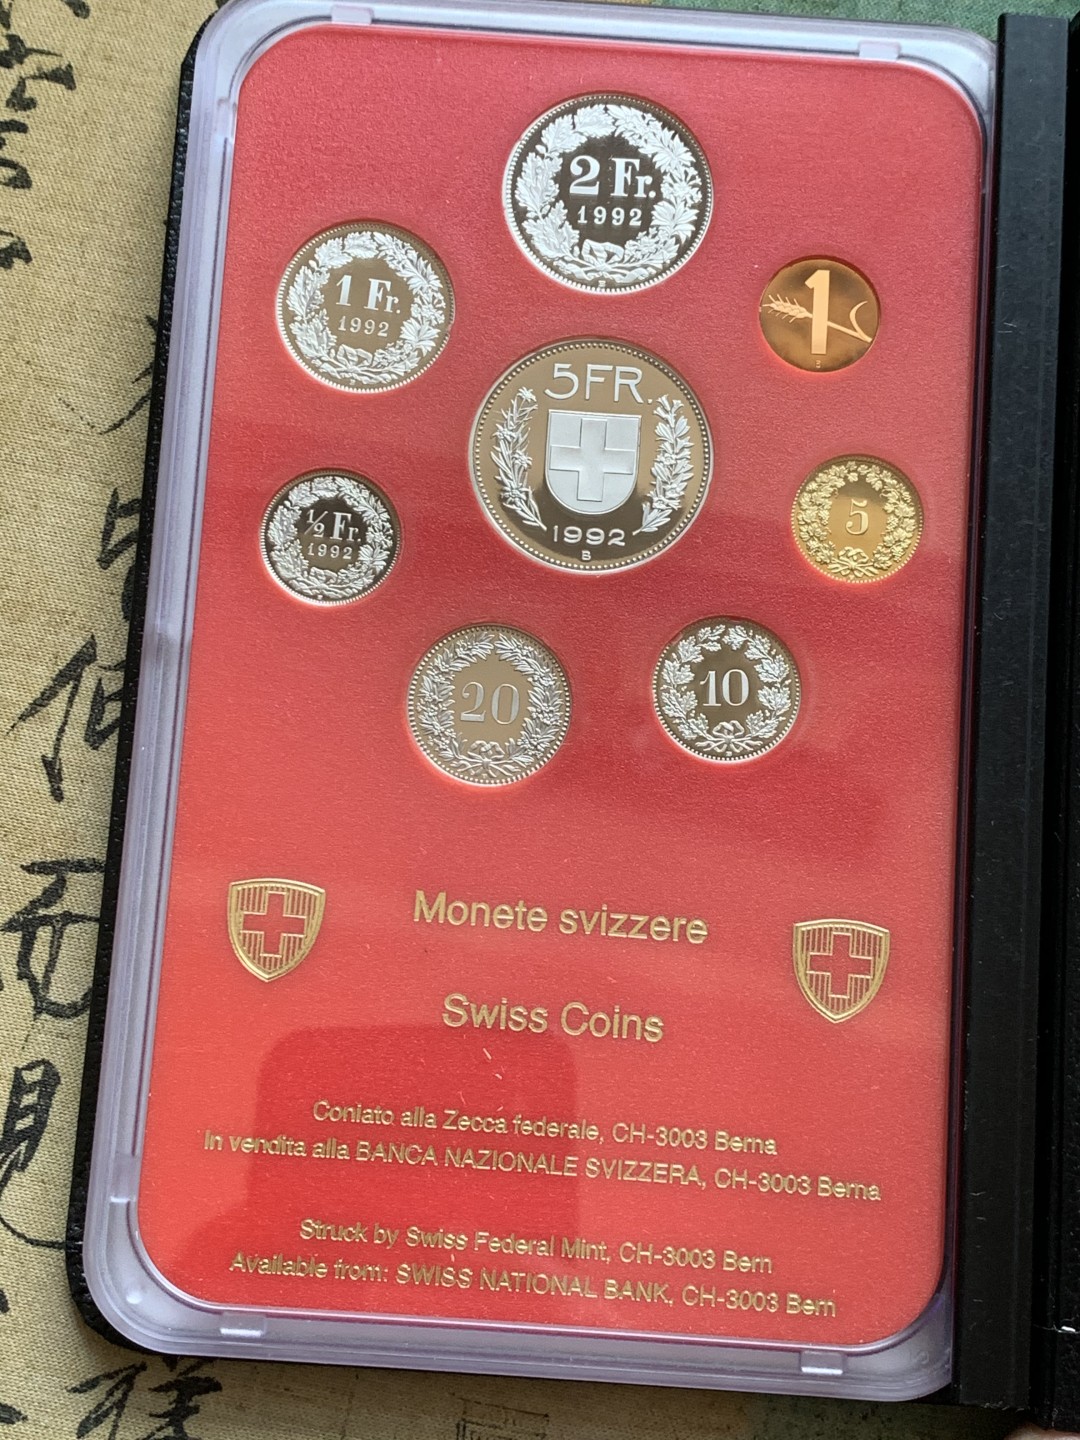 2 Fr.
1992
1 Fr.
1992
1
B
5 FR.
1992
B
½ Fr.
1992
5
20
10
Monete svizzere
Swiss Coins
Coniato alla Zecca federale, CH-3003 Berna
In vendita alla BANCA NAZIONALE SVIZZERA, CH-3003 Berna
Struck by Swiss Federal Mint, CH-3003 Bern
Available from: SWISS NATIONAL BANK, CH-3003 Bern